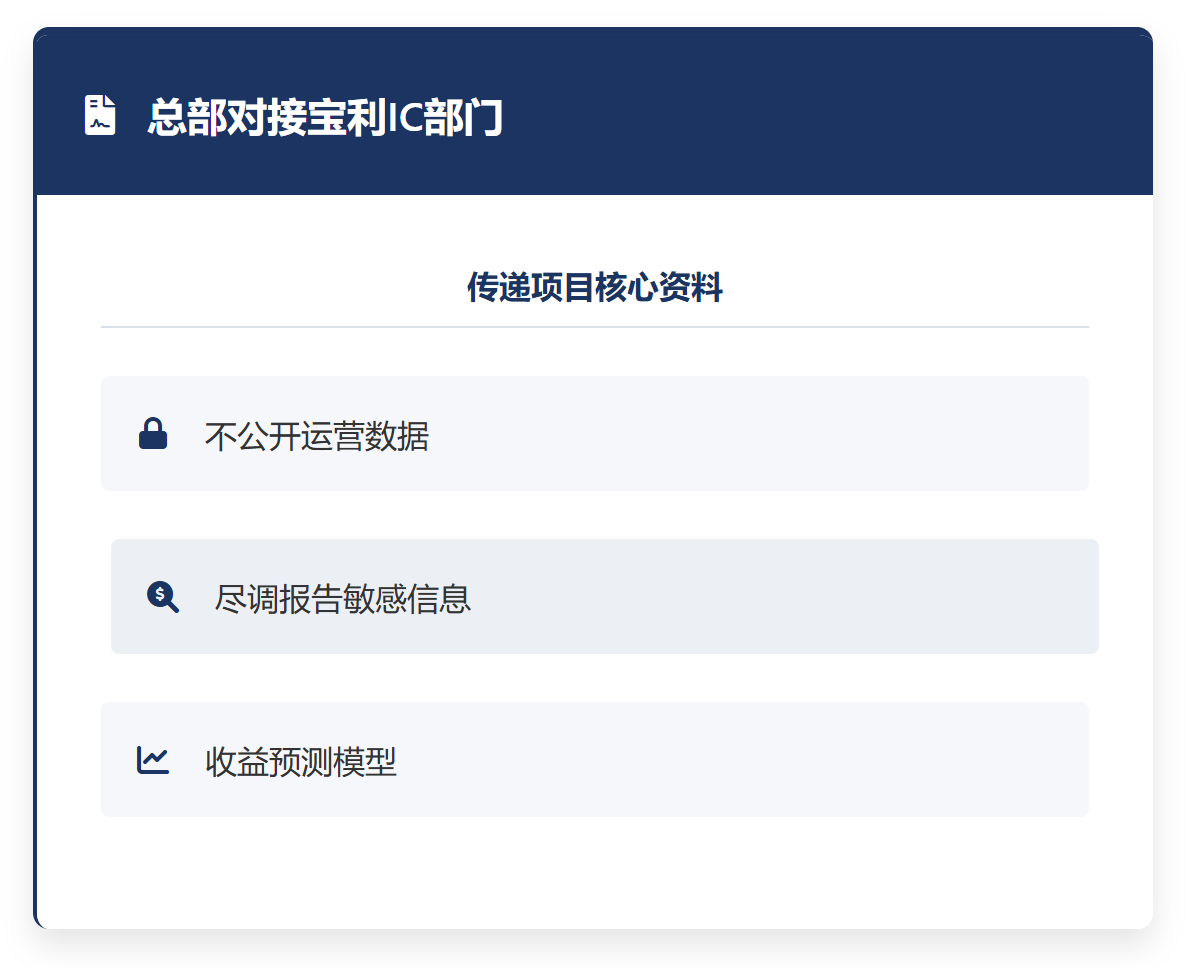 总部对接宝利IC部门
传递项目核心资料
不公开运营数据
尽调报告敏感信息
收益预测模型